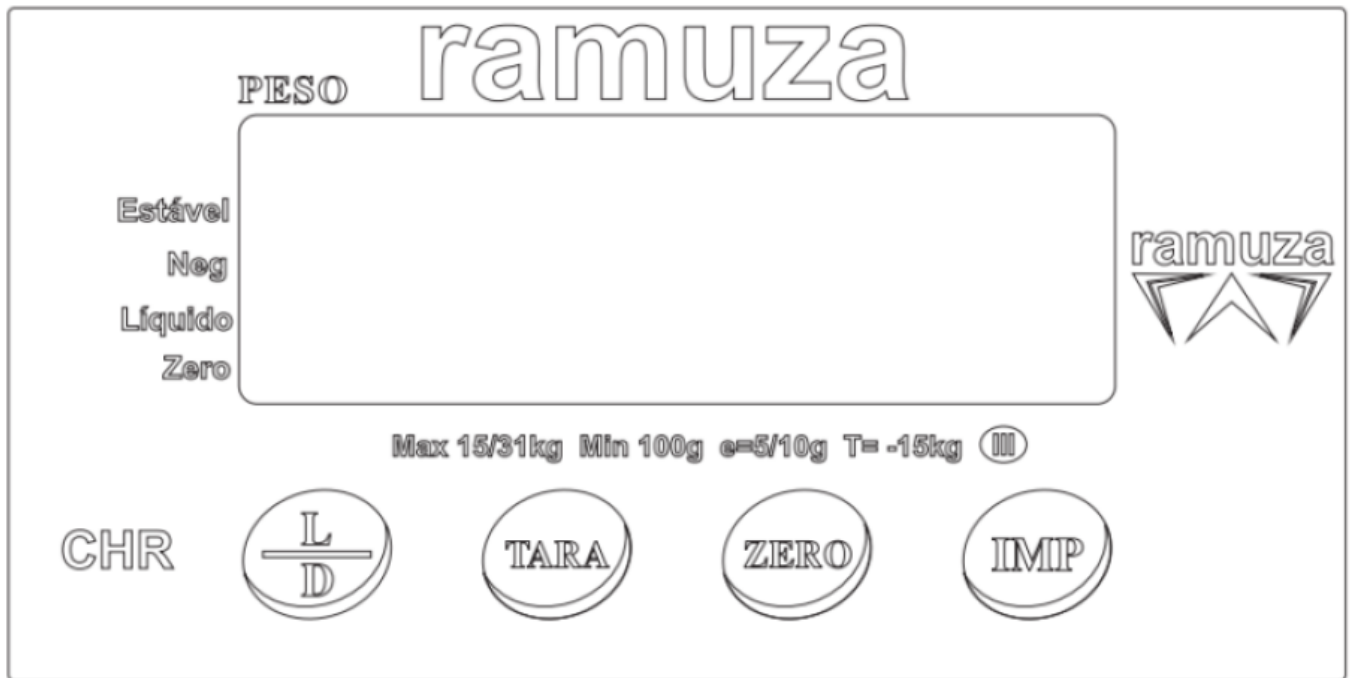 ramuza
PESO
Estável
Neg
ramuza
Líquido
Zero
Max 15/31kg Min 100g e=5/10g T= -15kg III
CHR
L
D
TARA
ZERO
IMP